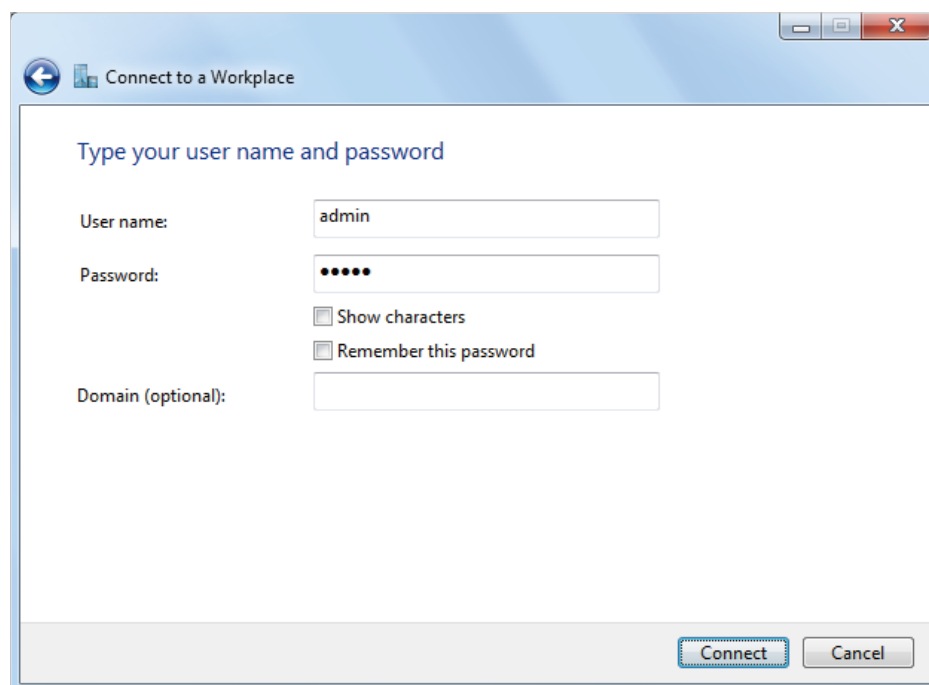 Connect to a Workplace
Type your user name and password
User name: admin
Password: •••••
Show characters
Remember this password
Domain (optional):
Connect Cancel